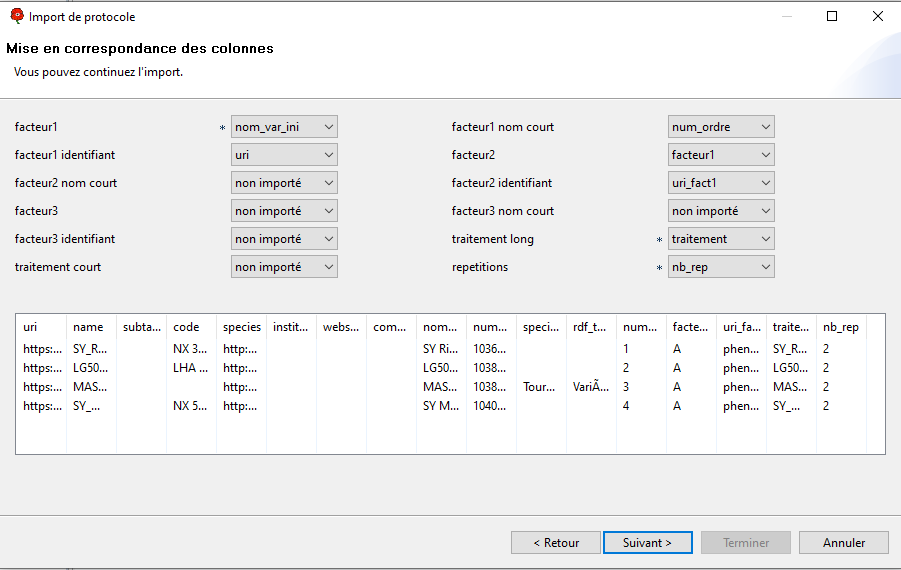 Import de protocole
Mise en correspondance des colonnes
Vous pouvez continuez l'import.
facteur1 * nom_var_ini facteur1 nom court num_ordre
facteur1 identifiant uri facteur2 facteur1
facteur2 nom court non importé facteur2 identifiant uri_fact1
facteur3 non importé facteur3 nom court non importé
facteur3 identifiant non importé traitement long * traitement
traitement court non importé repetitions * nb_rep
uri name subta... code species instit... webs... com... nom... num... speci... rdf_t... num... facte... uri_fa... traite... nb_rep
https:... SY_R... NX 3... http:... SY Ri... 1036... 1 A phen... SY_R... 2
https:... LG50... LHA ... http:... LG50... 1038... 2 A phen... LG50... 2
https:... MAS... http:... MAS... 1038... Tour... VariÃ... 3 A phen... MAS... 2
https:... SY_... NX 5... http:... SY M... 1040... 4 A phen... SY_... 2
< Retour Suivant > Terminer Annuler